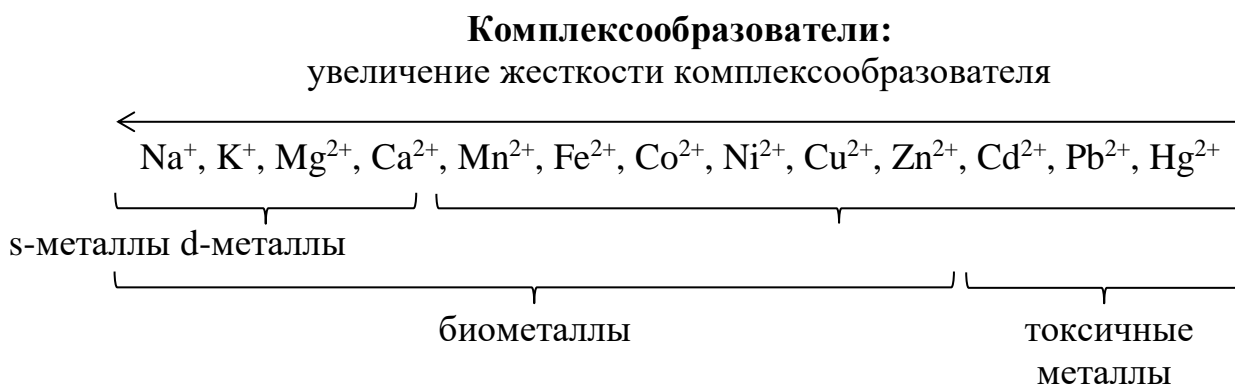 Комплексообразователи:
увеличение жесткости комплексообразователя
Na⁺, K⁺, Mg²⁺, Ca²⁺, Mn²⁺, Fe²⁺, Co²⁺, Ni²⁺, Cu²⁺, Zn²⁺, Cd²⁺, Pb²⁺, Hg²⁺
s-металлы d-металлы
биометаллы токсичные
металлы